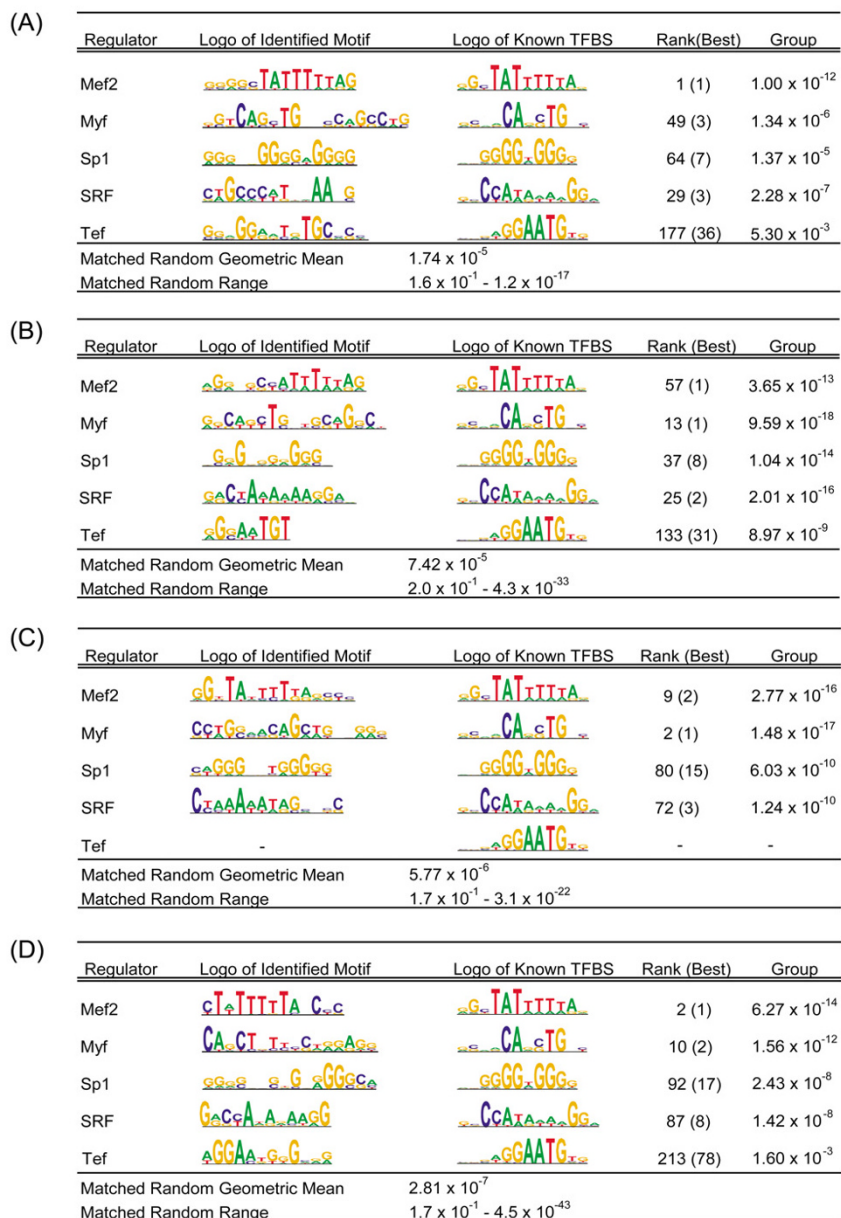 (A)
Regulator Logo of Identified Motif Logo of Known TFBS Rank(Best) Group
Mef2 1 (1) 1.00 x 10^-12
Myf 49 (3) 1.34 x 10^-6
Sp1 64 (7) 1.37 x 10^-5
SRF 29 (3) 2.28 x 10^-7
Tef 177 (36) 5.30 x 10^-3
Matched Random Geometric Mean 1.74 x 10^-5
Matched Random Range 1.6 x 10^-1 - 1.2 x 10^-17
(B)
Regulator Logo of Identified Motif Logo of Known TFBS Rank (Best) Group
Mef2 57 (1) 3.65 x 10^-13
Myf 13 (1) 9.59 x 10^-18
Sp1 37 (8) 1.04 x 10^-14
SRF 25 (2) 2.01 x 10^-16
Tef 133 (31) 8.97 x 10^-9
Matched Random Geometric Mean 7.42 x 10^-5
Matched Random Range 2.0 x 10^-1 - 4.3 x 10^-33
(C)
Regulator Logo of Identified Motif Logo of Known TFBS Rank (Best) Group
Mef2 9 (2) 2.77 x 10^-16
Myf 2 (1) 1.48 x 10^-17
Sp1 80 (15) 6.03 x 10^-10
SRF 72 (3) 1.24 x 10^-10
Tef - - -
Matched Random Geometric Mean 5.77 x 10^-6
Matched Random Range 1.7 x 10^-1 - 3.1 x 10^-22
(D)
Regulator Logo of Identified Motif Logo of Known TFBS Rank (Best) Group
Mef2 2 (1) 6.27 x 10^-14
Myf 10 (2) 1.56 x 10^-12
Sp1 92 (17) 2.43 x 10^-8
SRF 87 (8) 1.42 x 10^-8
Tef 213 (78) 1.60 x 10^-3
Matched Random Geometric Mean 2.81 x 10^-7
Matched Random Range 1.7 x 10^-1 - 4.5 x 10^-43